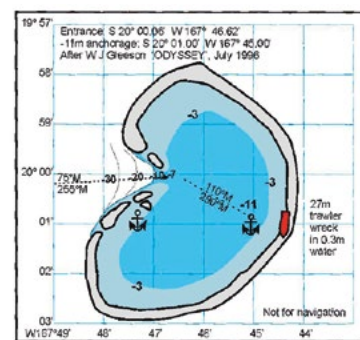 19° 57'
Entrance: S 20° 00.06' W 167° 46.62'
-11m anchorage: S 20° 01.00' W 167° 45.00'
After W J Gleeson 'ODYSSEY', July 1996
58'
-3
59'
20° 00'
75°M
255°M
-30
-20
-10
-7
110°M
290°M
-3
-11
27m
trawler
wreck
in 0.3m
water
01'
02'
-3
Not for navigation
03'
W167°49' 48' 47' 46' 45' 44'